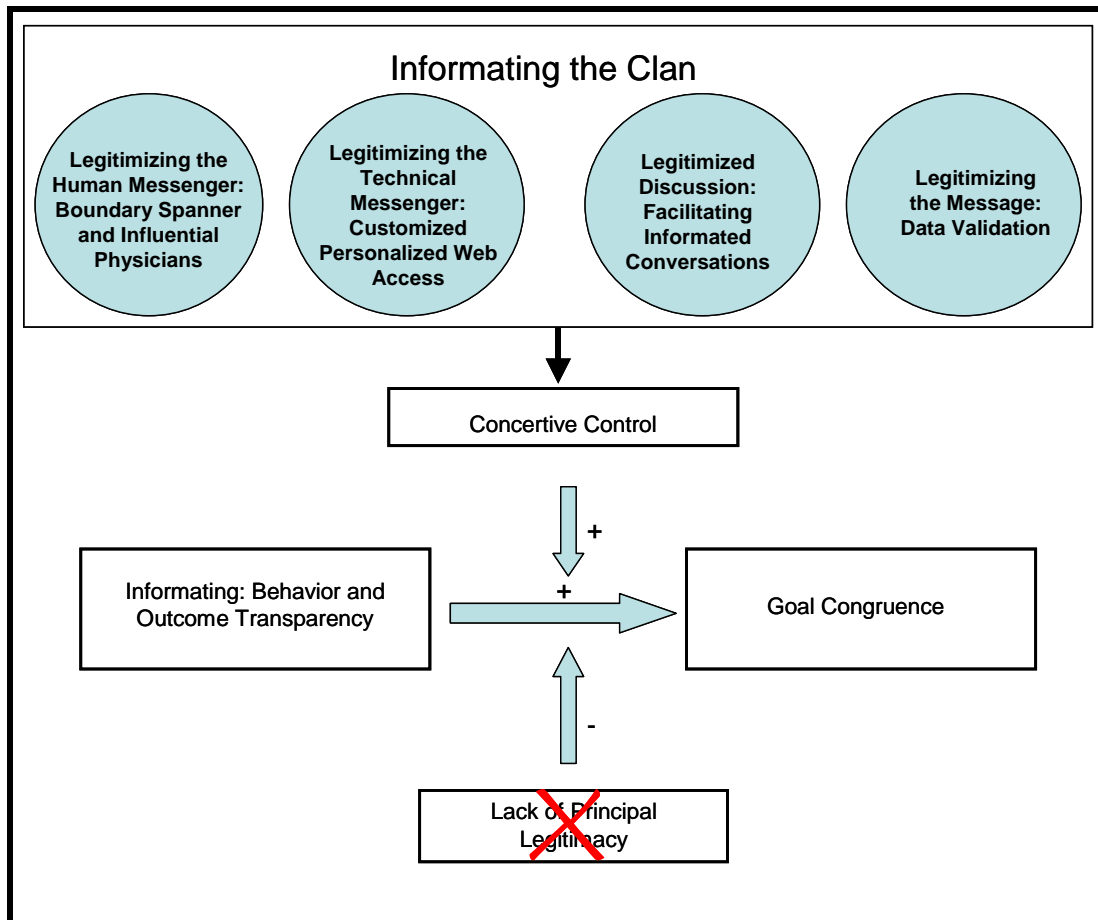 Informating the Clan
Legitimizing the
Human Messenger:
Boundary Spanner
and Influential
Physicians
Legitimizing the
Technical
Messenger:
Customized
Personalized Web
Access
Legitimized
Discussion:
Facilitating
Informated
Conversations
Legitimizing
the Message:
Data Validation
Concertive Control
+
+
Informating: Behavior and
Outcome Transparency
Goal Congruence
-
Lack of Principal
Legitimacy